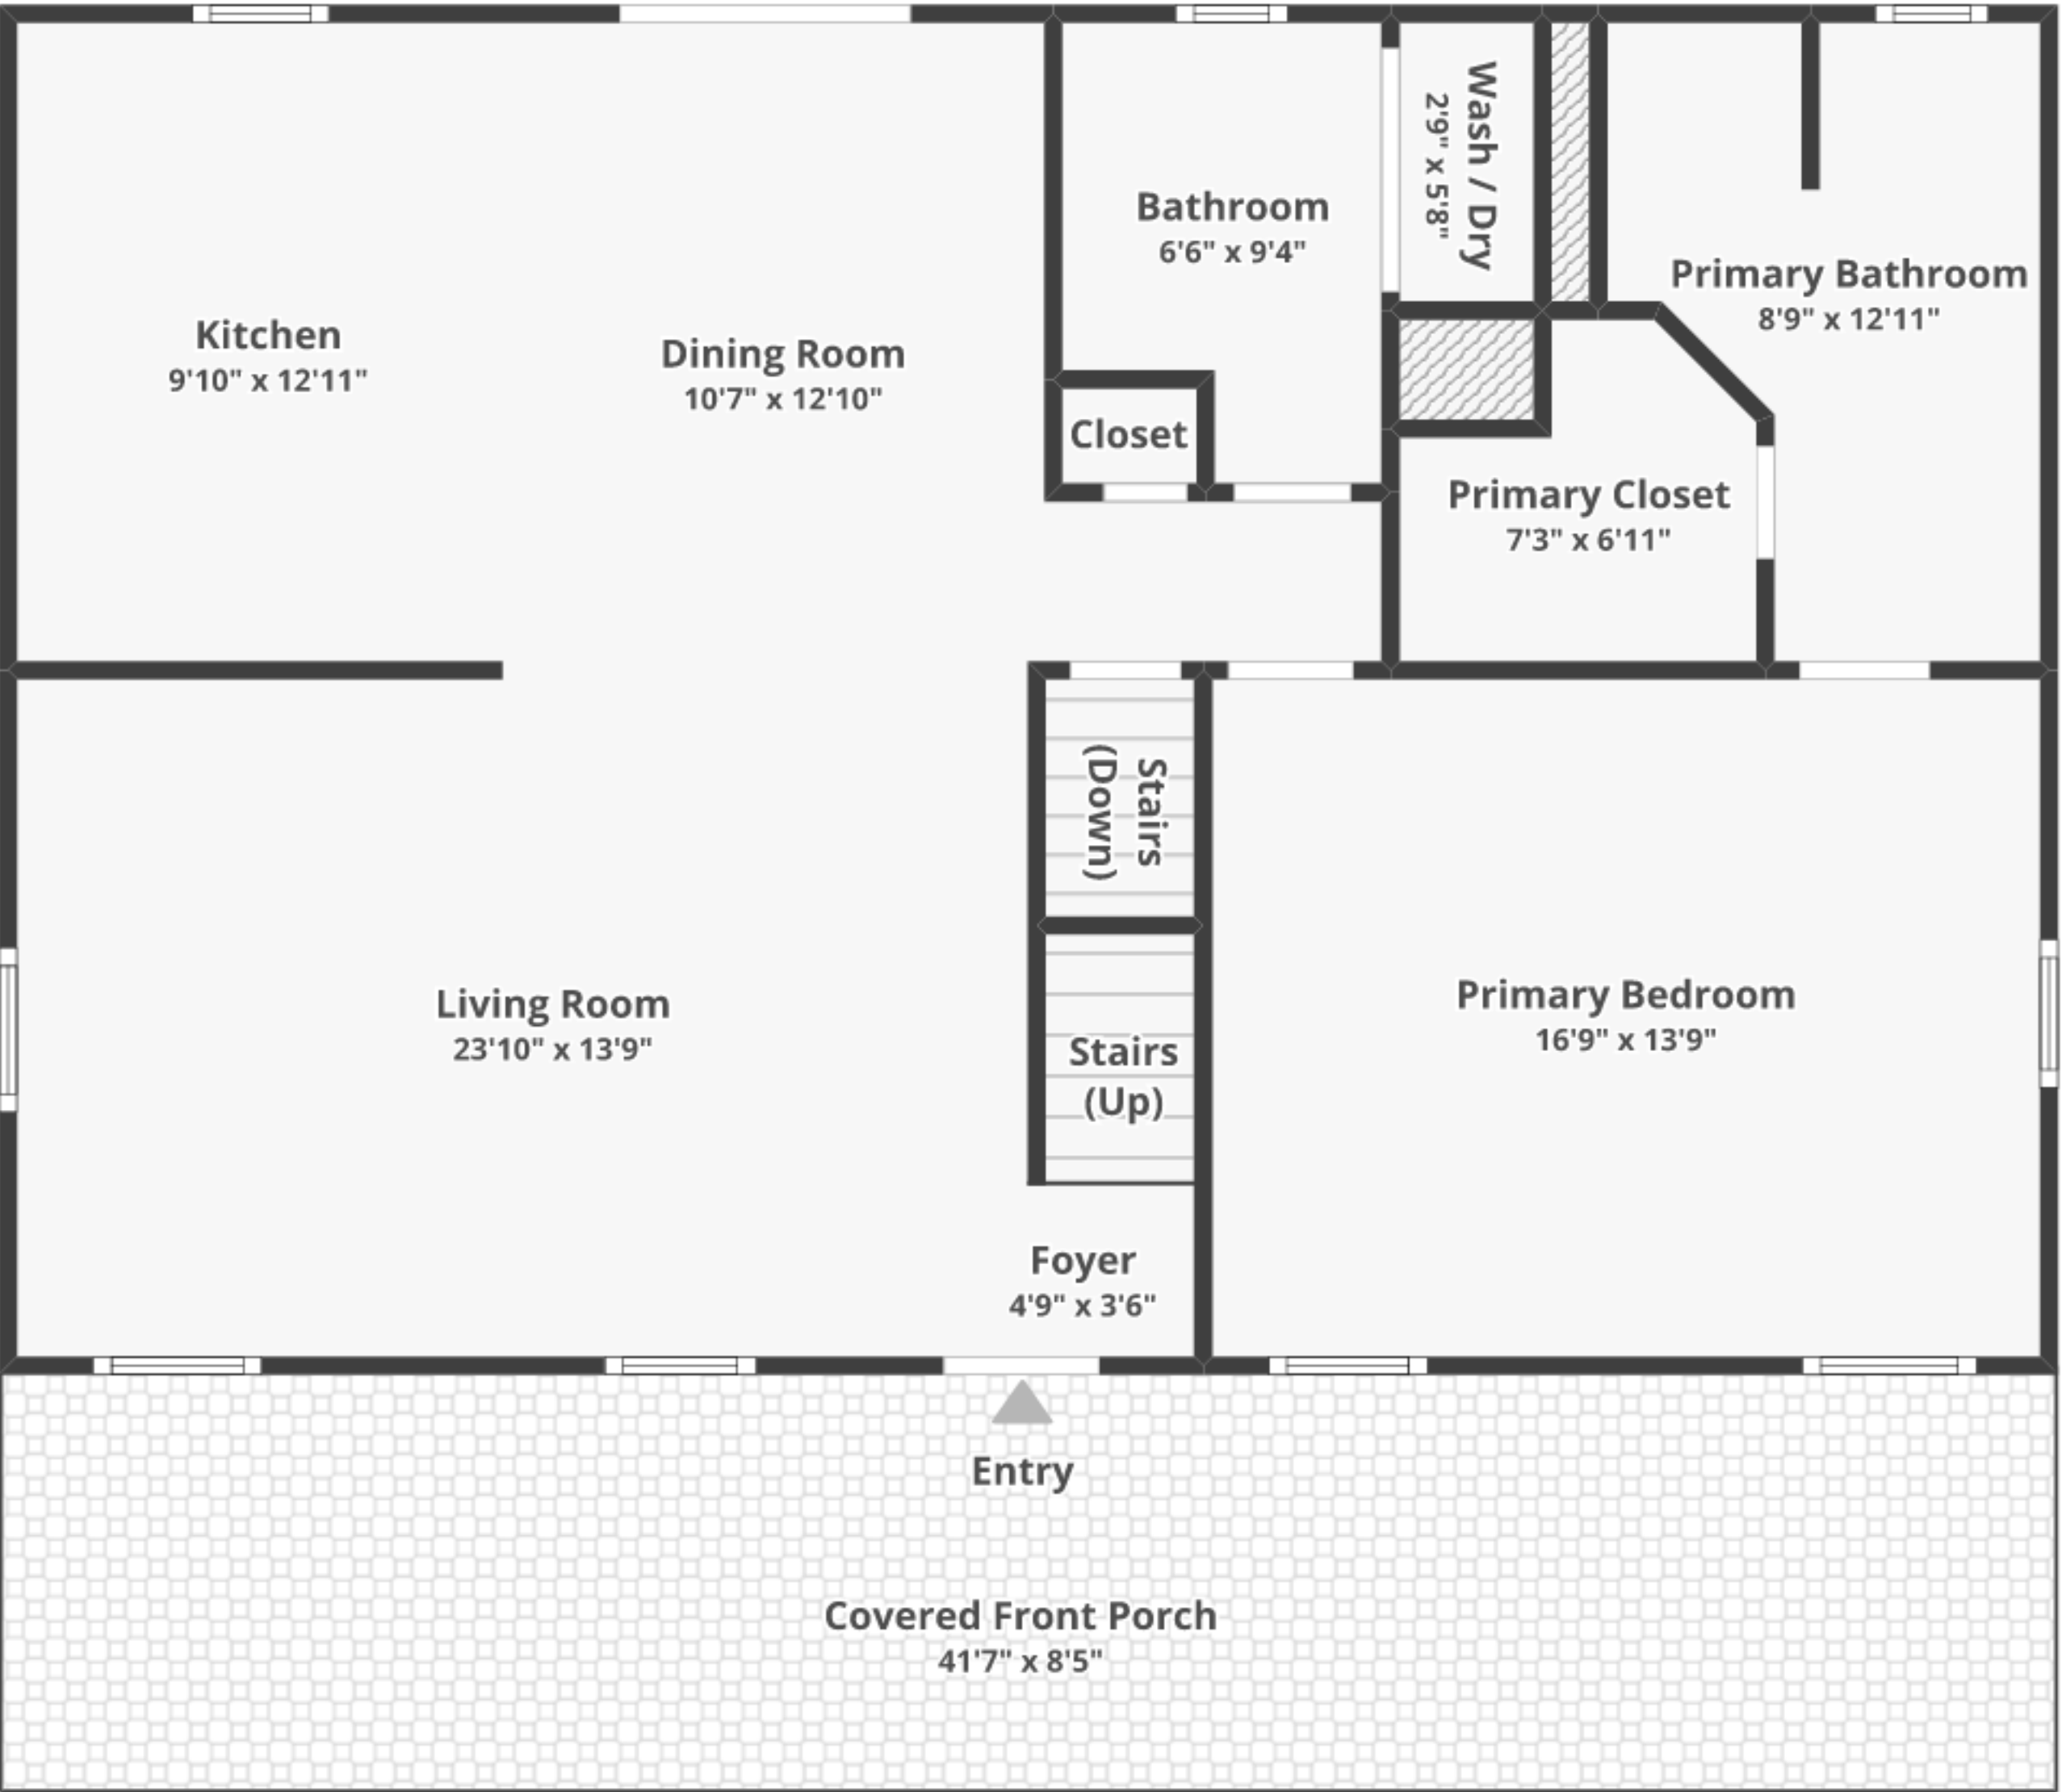 Wash / Dry
2'9" x 5'8"
Bathroom
6'6" x 9'4"
Primary Bathroom
8'9" x 12'11"
Kitchen
9'10" x 12'11"
Dining Room
10'7" x 12'10"
Closet
Primary Closet
7'3" x 6'11"
Stairs
(Down)
Living Room
23'10" x 13'9"
Stairs
(Up)
Primary Bedroom
16'9" x 13'9"
Foyer
4'9" x 3'6"
Entry
Covered Front Porch
41'7" x 8'5"